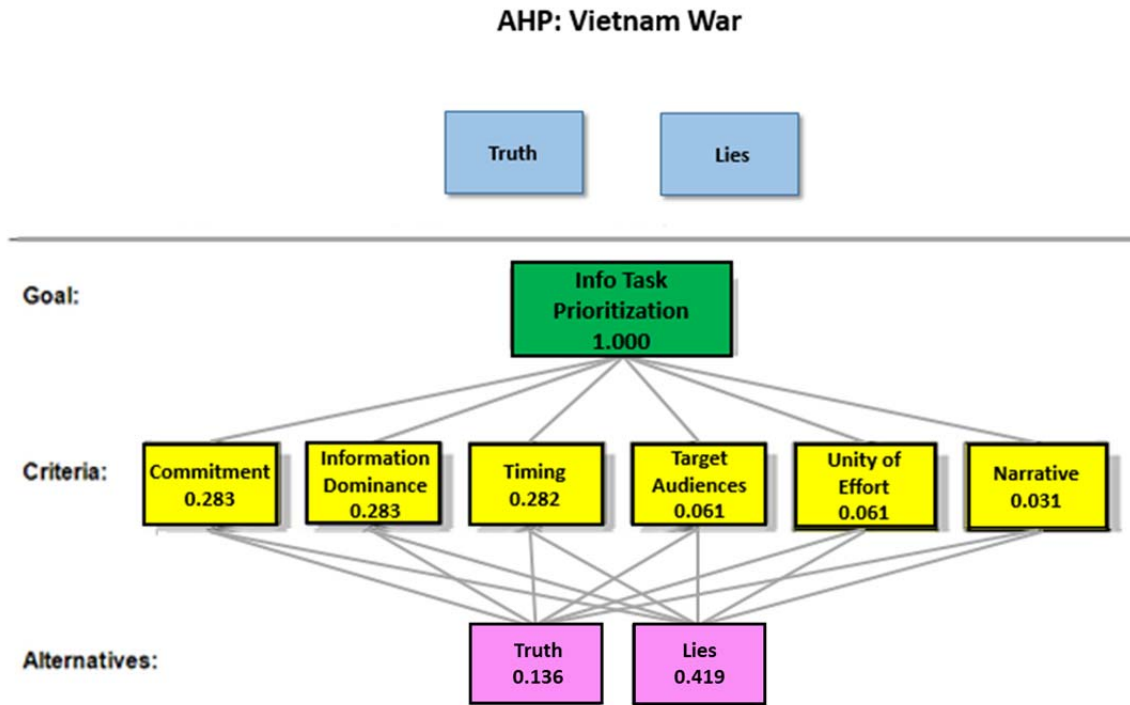 AHP: Vietnam War
Truth
Lies
Goal:
Info Task
Prioritization
1.000
Criteria:
Commitment
0.283
Information
Dominance
0.283
Timing
0.282
Target
Audiences
0.061
Unity of
Effort
0.061
Narrative
0.031
Alternatives:
Truth
0.136
Lies
0.419